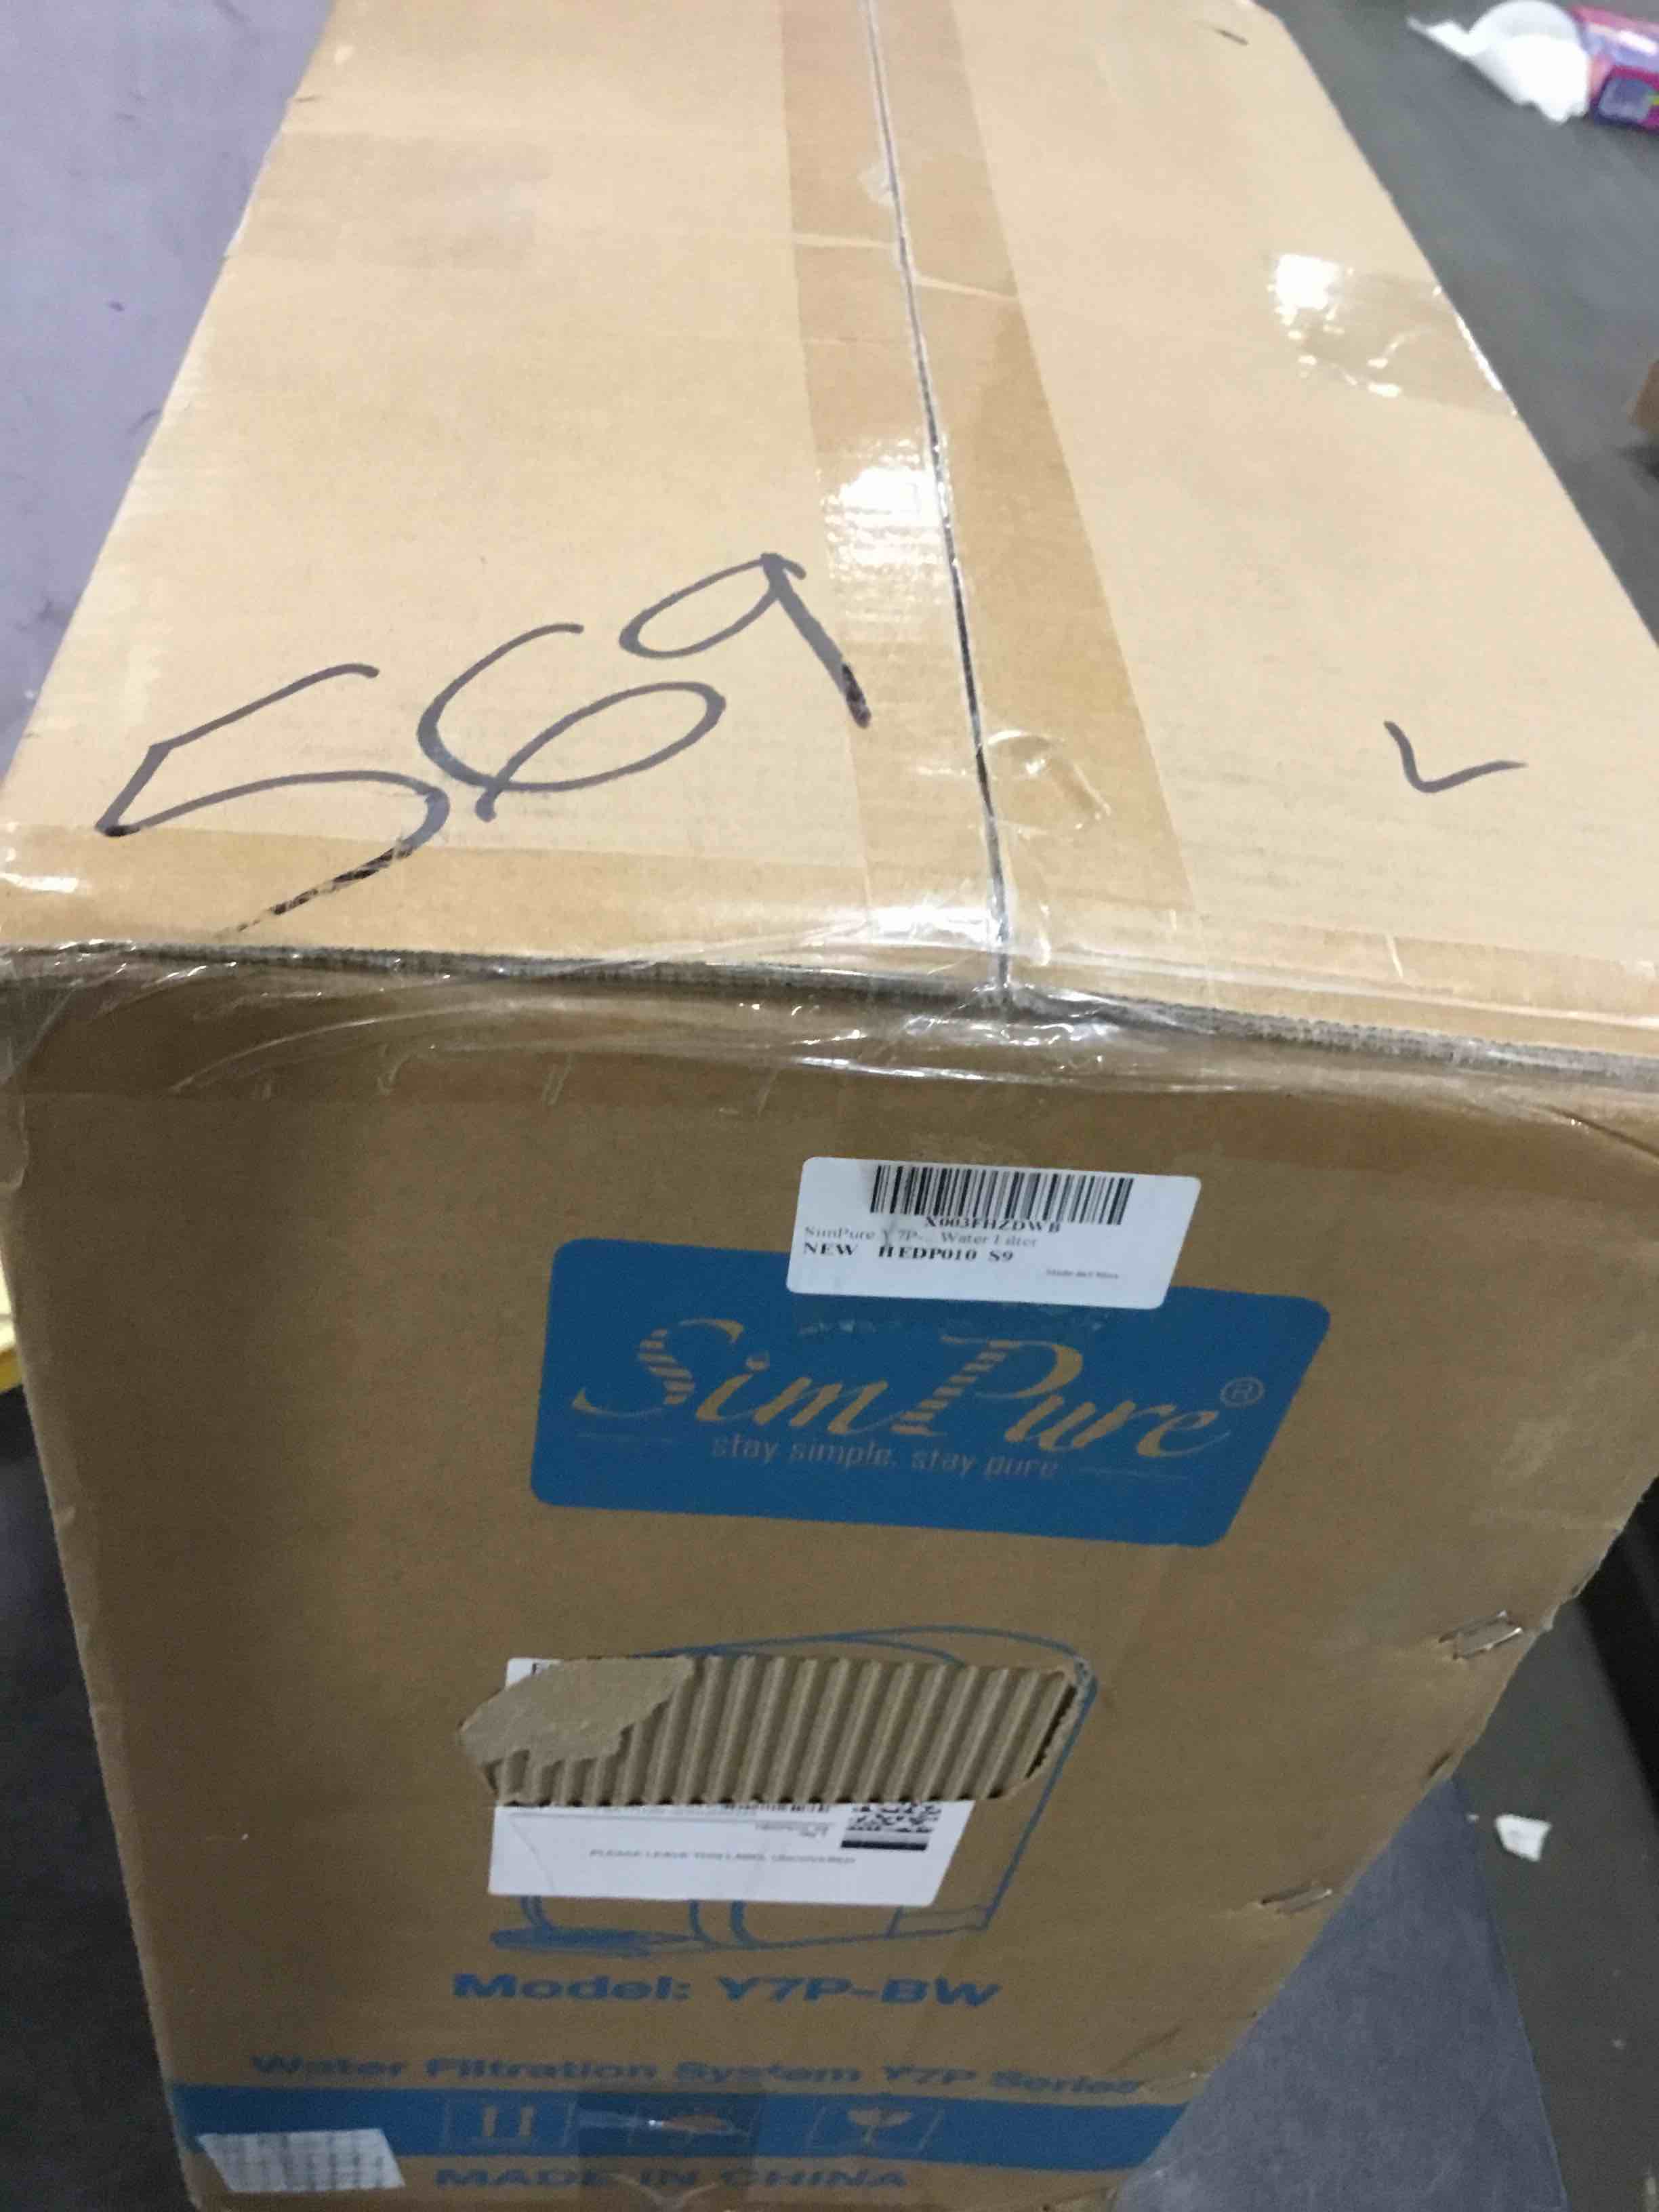 569
X003FHZDWB
SimPure Y7P-... Water Filter
NEW HEDP010 S9
SimPure®
stay simple, stay pure
PLEASE LEAVE THIS LABEL UNCOVERED
Model: Y7P-BW
Water Filtration System Y7P Series
MADE IN CHINA